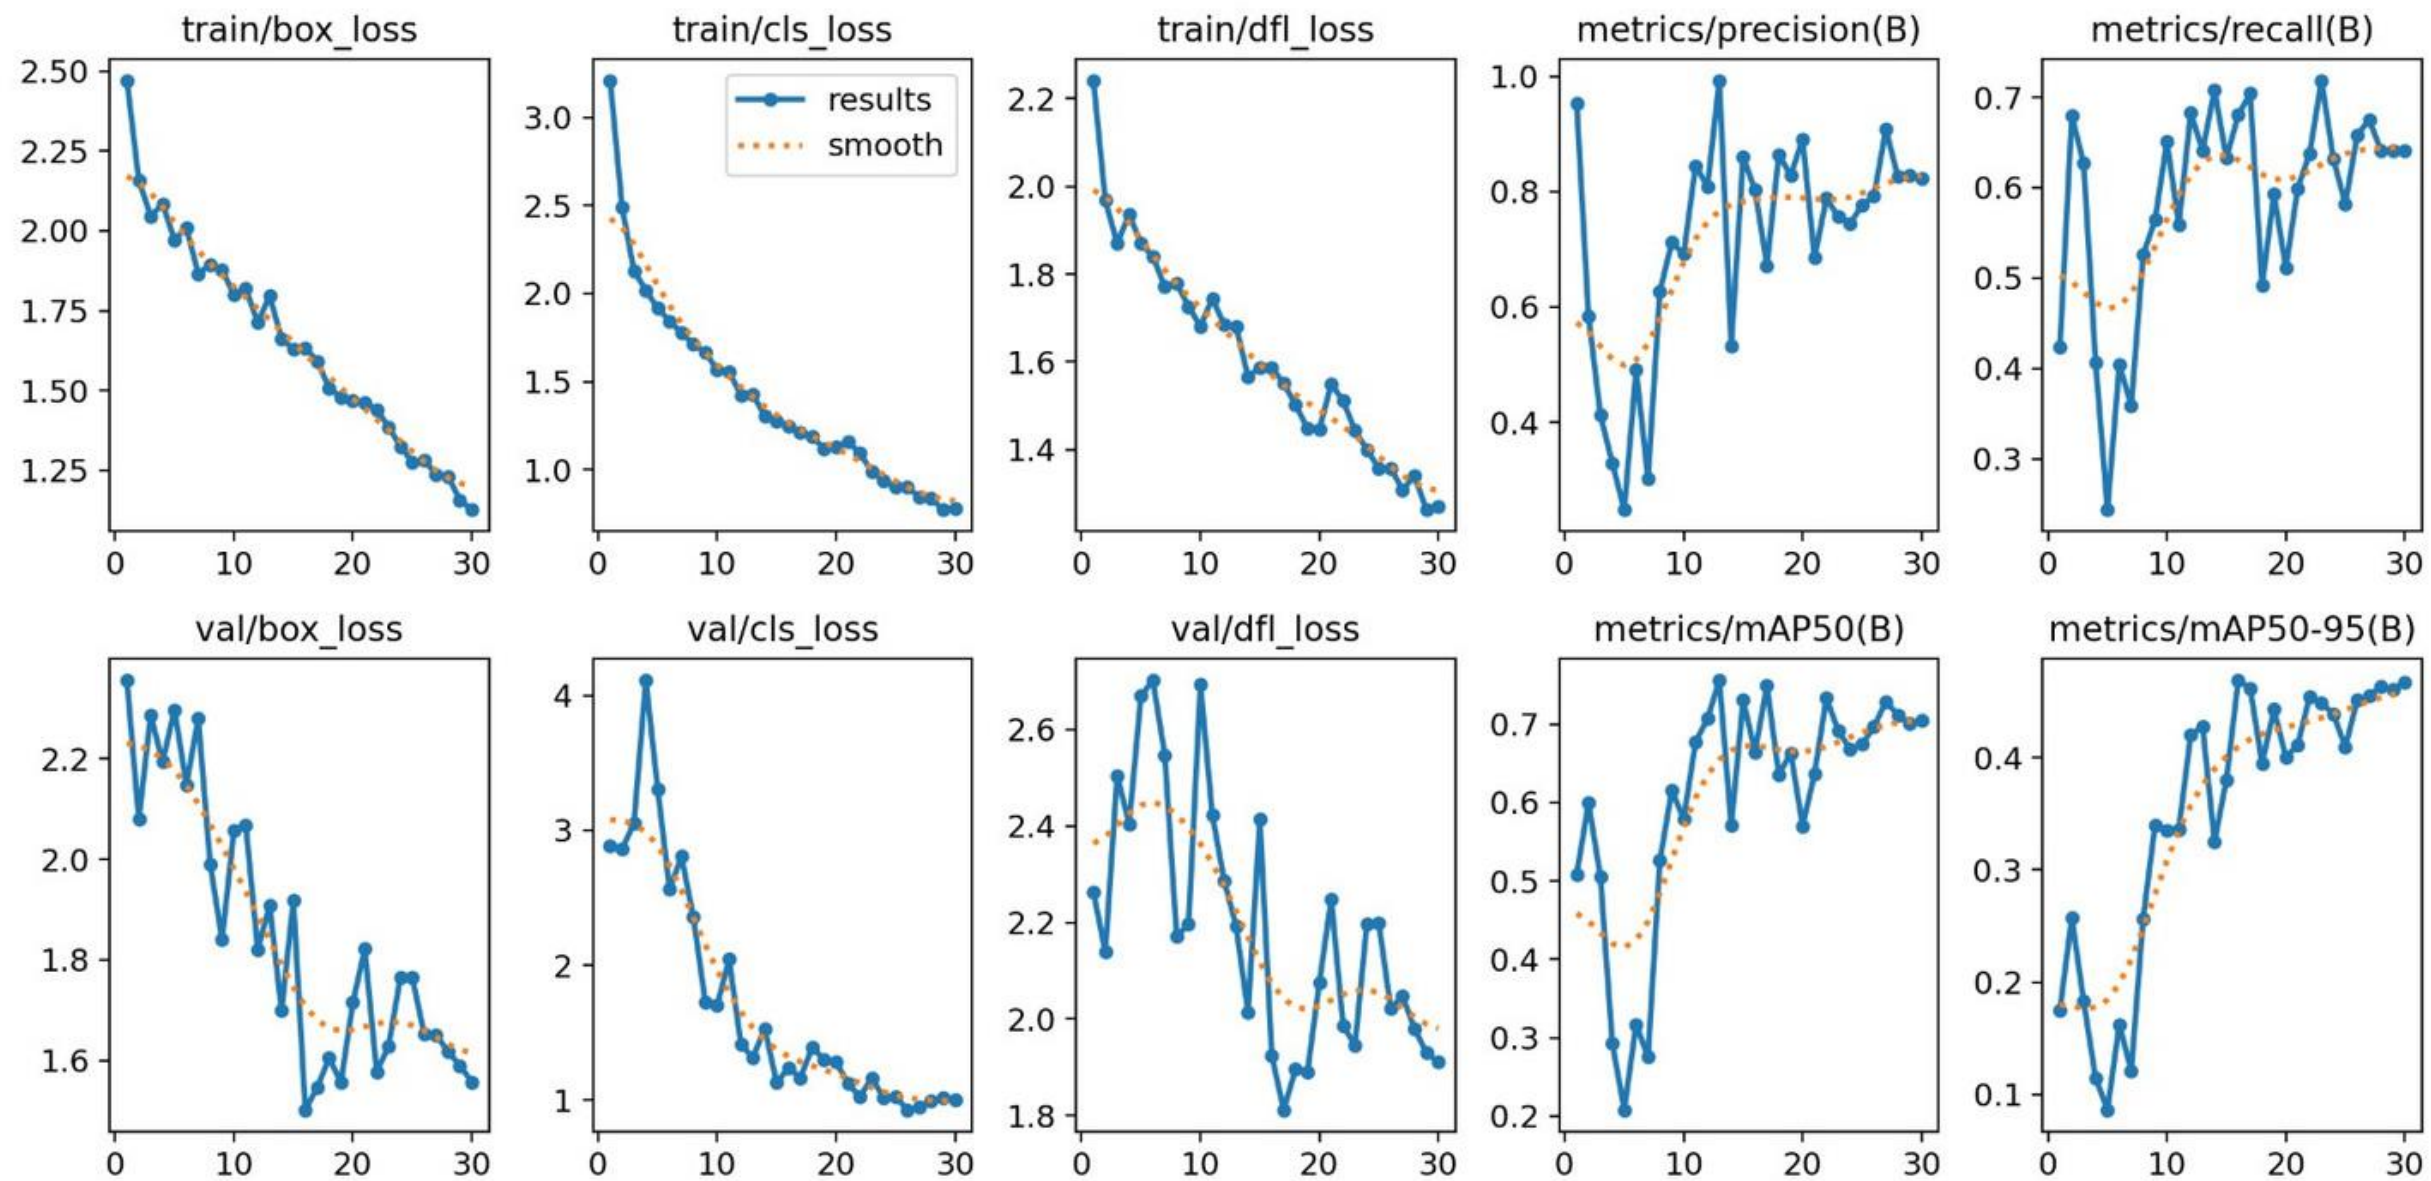 train/box_loss
2.50
2.25
2.00
1.75
1.50
1.25
0 10 20 30
train/cls_loss
results
smooth
3.0
2.5
2.0
1.5
1.0
0 10 20 30
train/dfl_loss
2.2
2.0
1.8
1.6
1.4
0 10 20 30
metrics/precision(B)
1.0
0.8
0.6
0.4
0 10 20 30
metrics/recall(B)
0.7
0.6
0.5
0.4
0.3
0 10 20 30
val/box_loss
2.2
2.0
1.8
1.6
0 10 20 30
val/cls_loss
4
3
2
1
0 10 20 30
val/dfl_loss
2.6
2.4
2.2
2.0
1.8
0 10 20 30
metrics/mAP50(B)
0.7
0.6
0.5
0.4
0.3
0.2
0 10 20 30
metrics/mAP50-95(B)
0.4
0.3
0.2
0.1
0 10 20 30